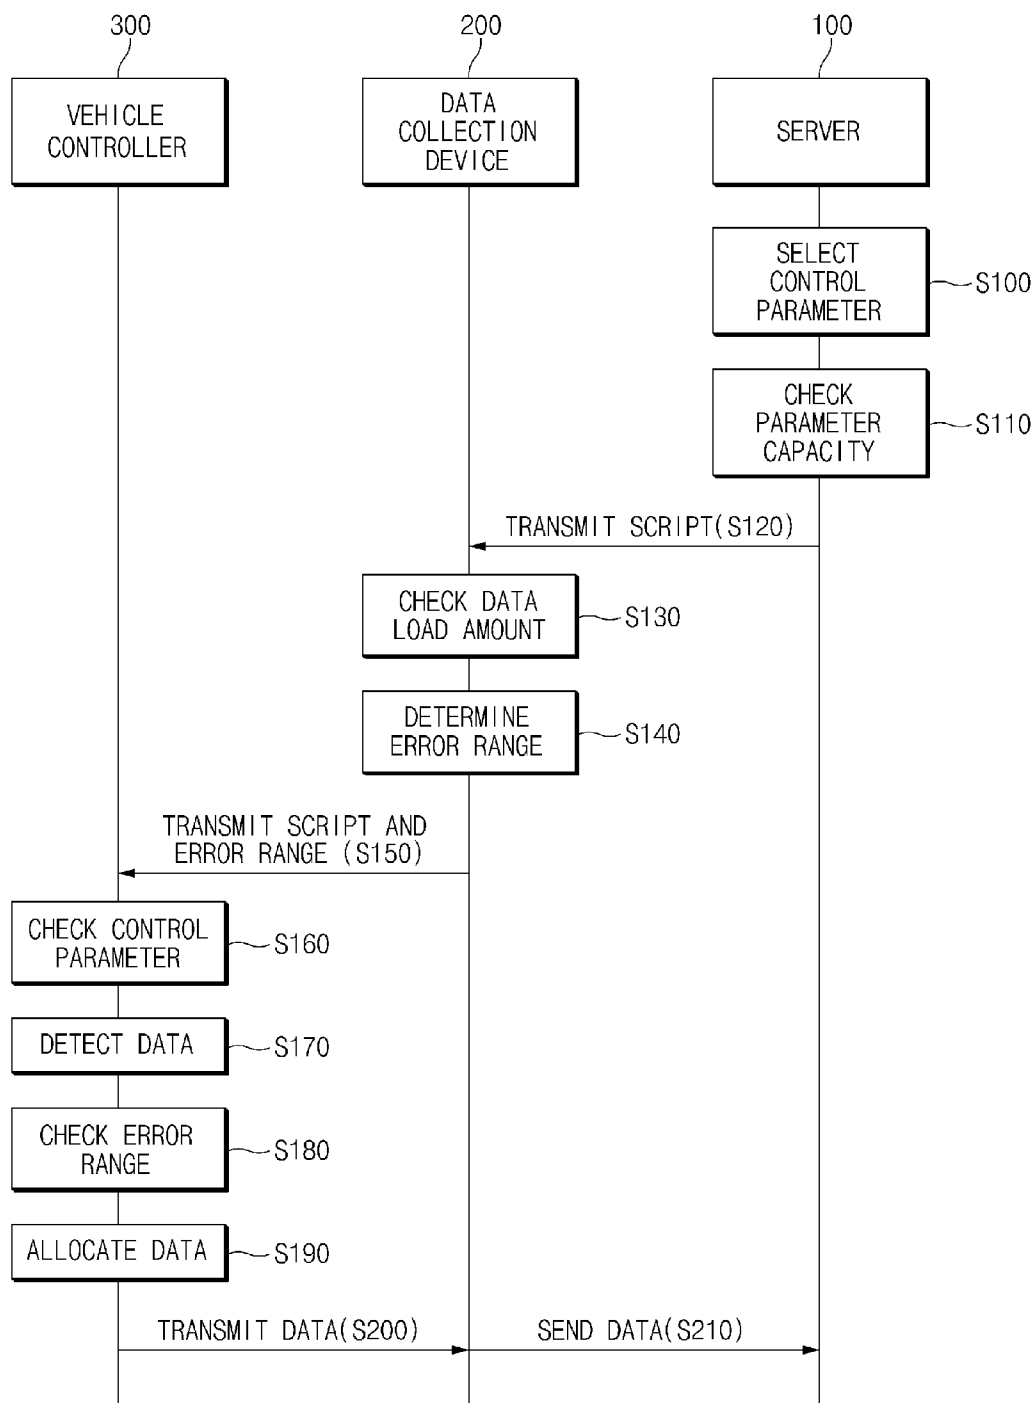 300
200
100
VEHICLE
CONTROLLER
DATA
COLLECTION
DEVICE
SERVER
SELECT
CONTROL
PARAMETER
S100
CHECK
PARAMETER
CAPACITY
S110
TRANSMIT SCRIPT(S120)
CHECK DATA
LOAD AMOUNT
S130
DETERMINE
ERROR RANGE
S140
TRANSMIT SCRIPT AND
ERROR RANGE (S150)
CHECK CONTROL
PARAMETER
S160
DETECT DATA
S170
CHECK ERROR
RANGE
S180
ALLOCATE DATA
S190
TRANSMIT DATA(S200)
SEND DATA(S210)